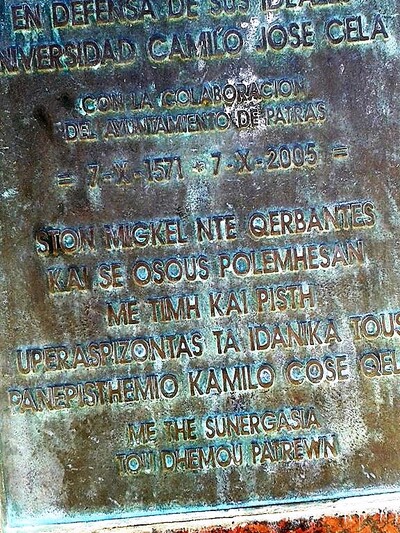 EN DEFENSA DE SUS IDEALES
UNIVERSIDAD CAMILO JOSE CELA
CON LA COLABORACION
DEL AYUNTAMIENTO DE PATRAS
= 7-X-1571 + 7-X-2005 =
STON MIGKEL NTE QERBANTES
KAI SE OSOUS POLEMHESAN
ME TIMH KAI PISTH
UPERASPIZONTAS TA IDANIKA TOUS
PANEPISTHEMIO KAMILO COSE QEL
ME THE SUNERGASIA
TOU DHEMOU PATREWN